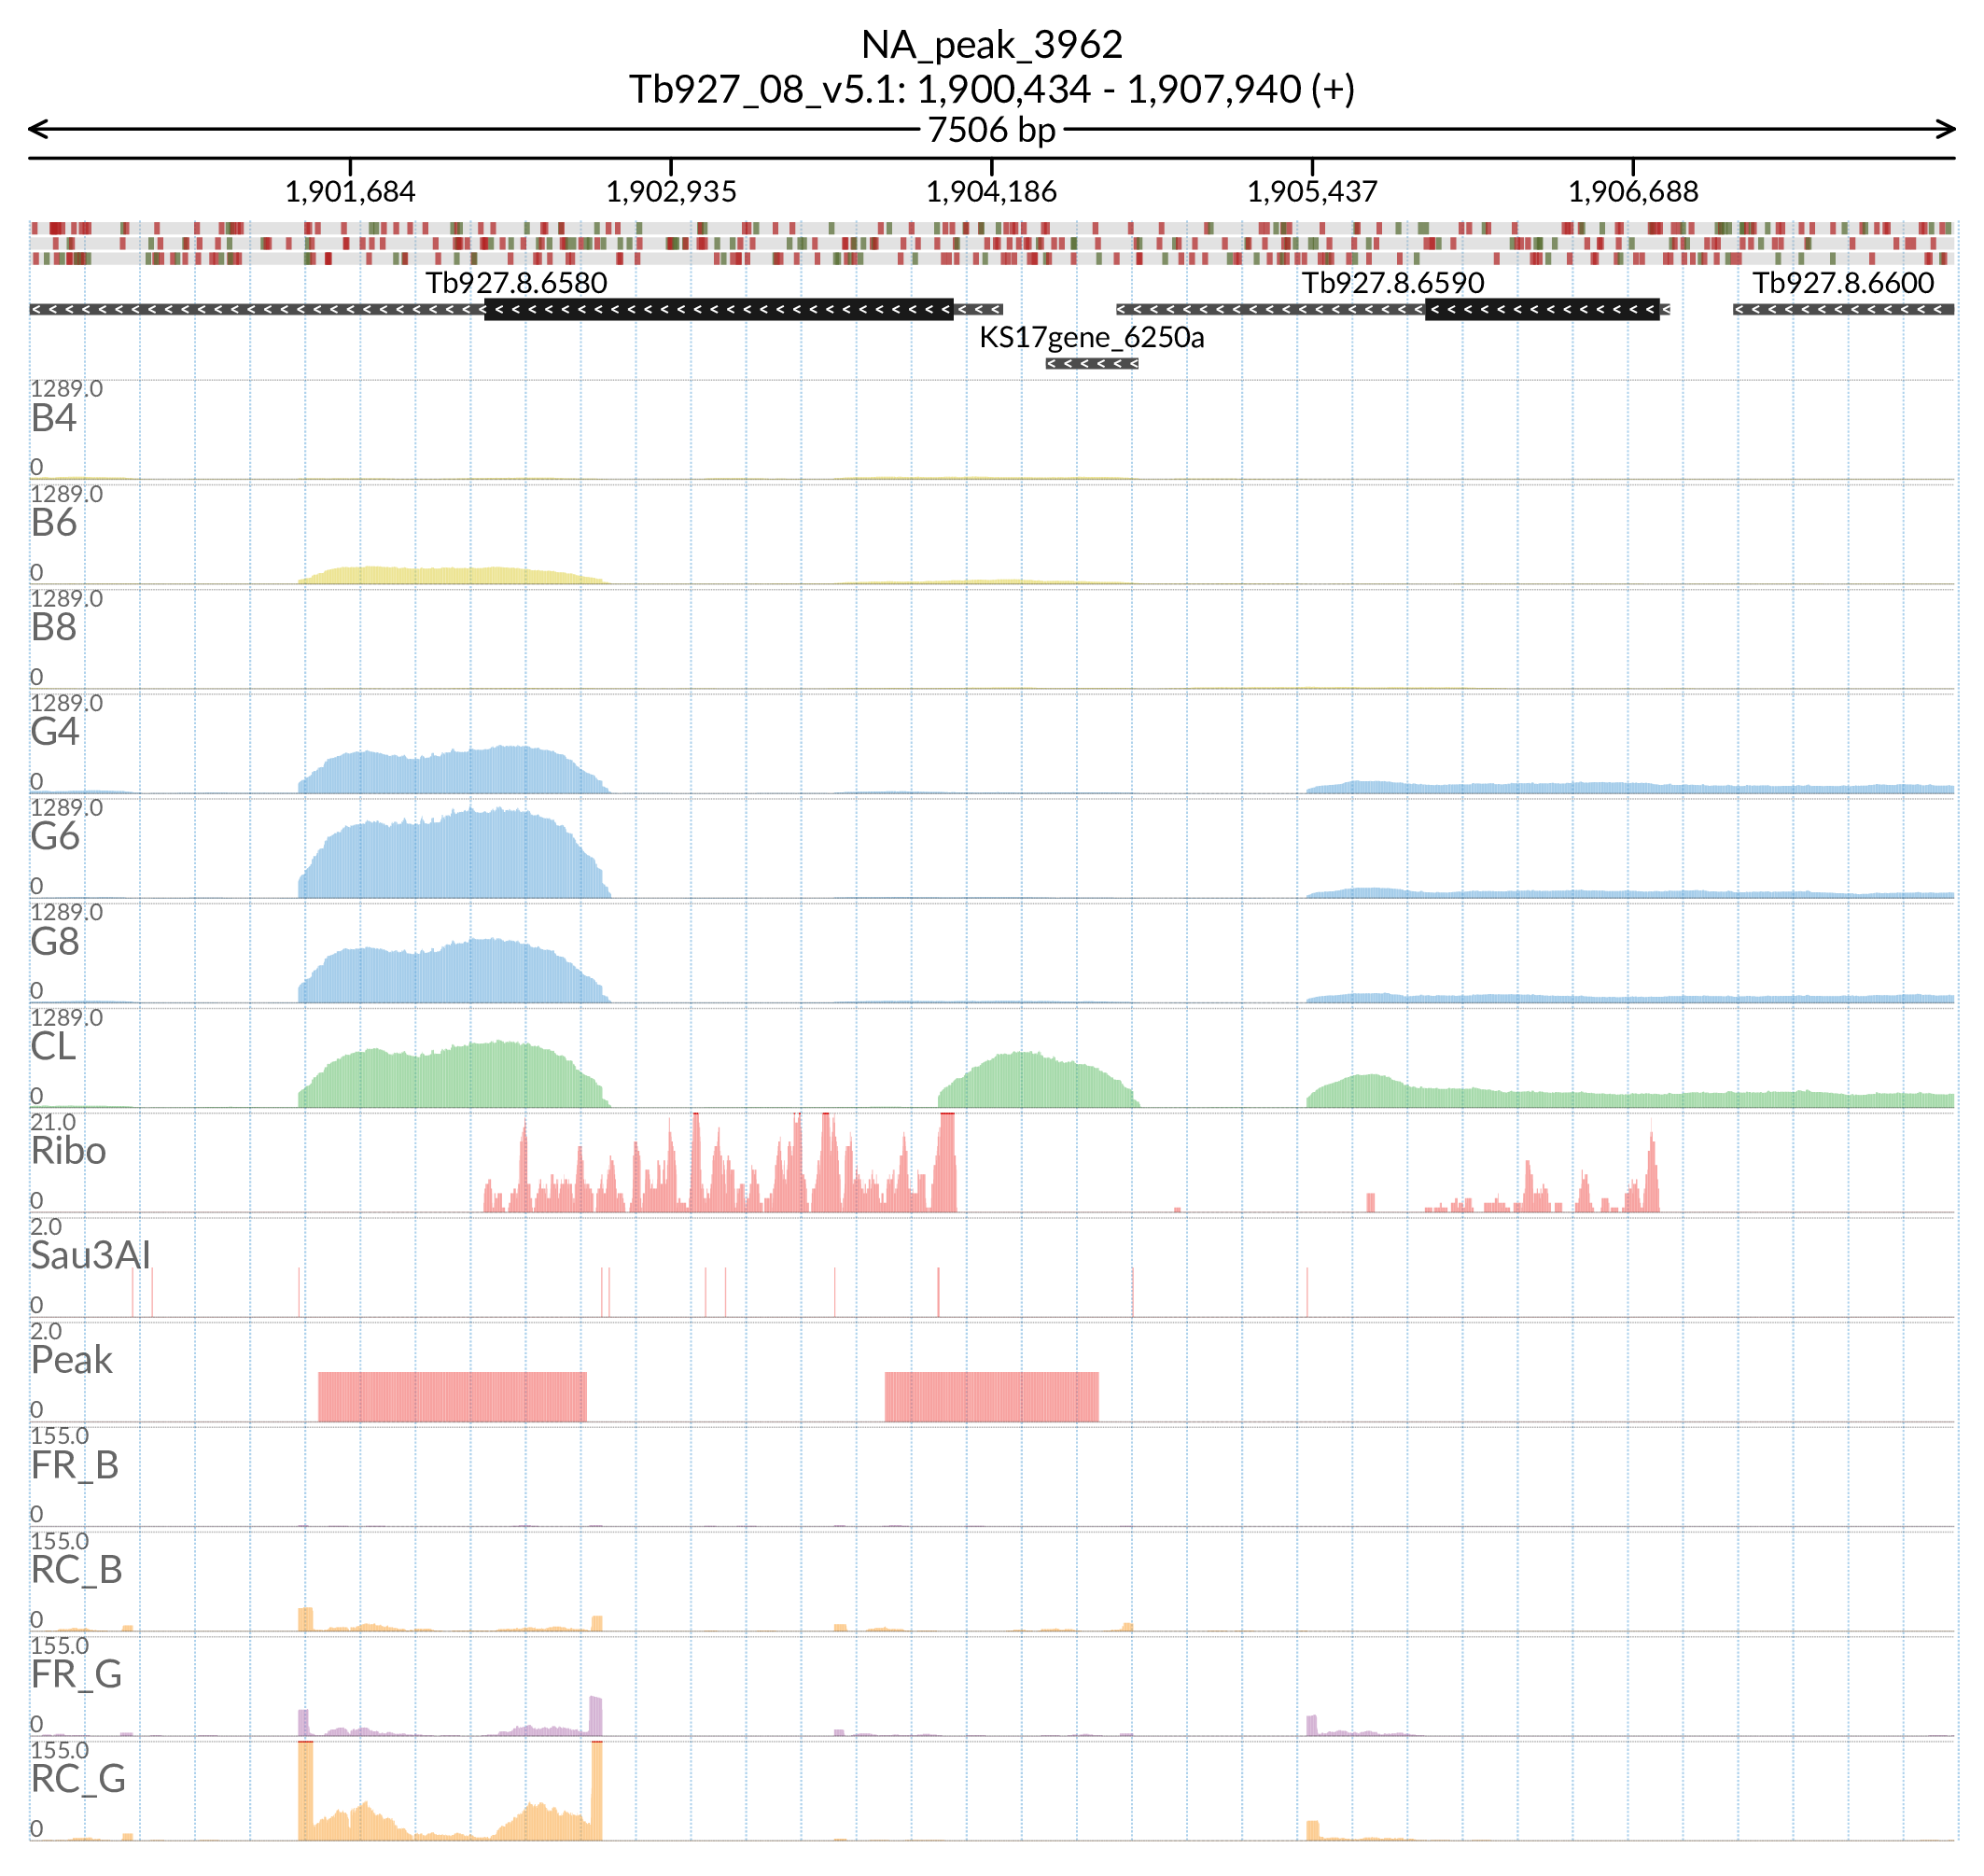 NA_peak_3962
Tb927_08_v5.1: 1,900,434 - 1,907,940 (+)
7506 bp
1,901,684 1,902,935 1,904,186 1,905,437 1,906,688
Tb927.8.6580 Tb927.8.6590 Tb927.8.6600
KS17gene_6250a
1289.0
B4
0
1289.0
B6
0
1289.0
B8
0
1289.0
G4
0
1289.0
G6
0
1289.0
G8
0
1289.0
CL
0
21.0
Ribo
0
2.0
Sau3AI
0
2.0
Peak
0
155.0
FR_B
0
155.0
RC_B
0
155.0
FR_G
0
155.0
RC_G
0